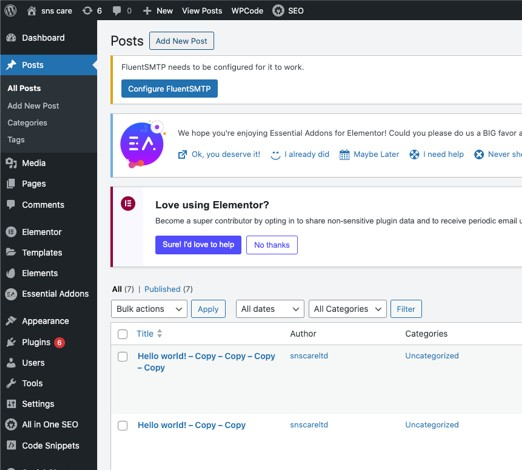 sns care 6 0 + New View Posts WPCode SEO
Dashboard
Posts
All Posts
Add New Post
Categories
Tags
Media
Pages
Comments
Elementor
Templates
Elements
Essential Addons
Appearance
Plugins 6
Users
Tools
Settings
All in One SEO
Code Snippets
Posts Add New Post
FluentSMTP needs to be configured for it to work.
Configure FluentSMTP
EA
We hope you're enjoying Essential Addons for Elementor! Could you please do us a BIG favor a
Ok, you deserve it! I already did Maybe Later I need help Never sho
Love using Elementor?
Become a super contributor by opting in to share non-sensitive plugin data and to receive periodic email u
Sure! I'd love to help No thanks
All (7) | Published (7)
Bulk actions Apply All dates All Categories Filter
Title Author Categories
Hello world! – Copy – Copy – Copy snscareltd Uncategorized
– Copy
Hello world! – Copy – Copy snscareltd Uncategorized